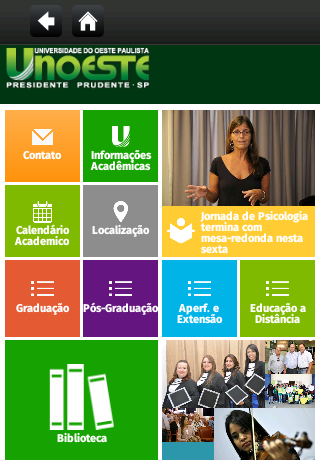 UNIVERSIDADE DO OESTE PAULISTA
UNOESTE
PRESIDENTE PRUDENTE - SP
Contato
Informações
Acadêmicas
Calendário
Academico
Localização
Jornada de Psicologia
termina com
mesa-redonda nesta
sexta
Graduação
Pós-Graduação
Aperf. e
Extensão
Educação a
Distância
Biblioteca